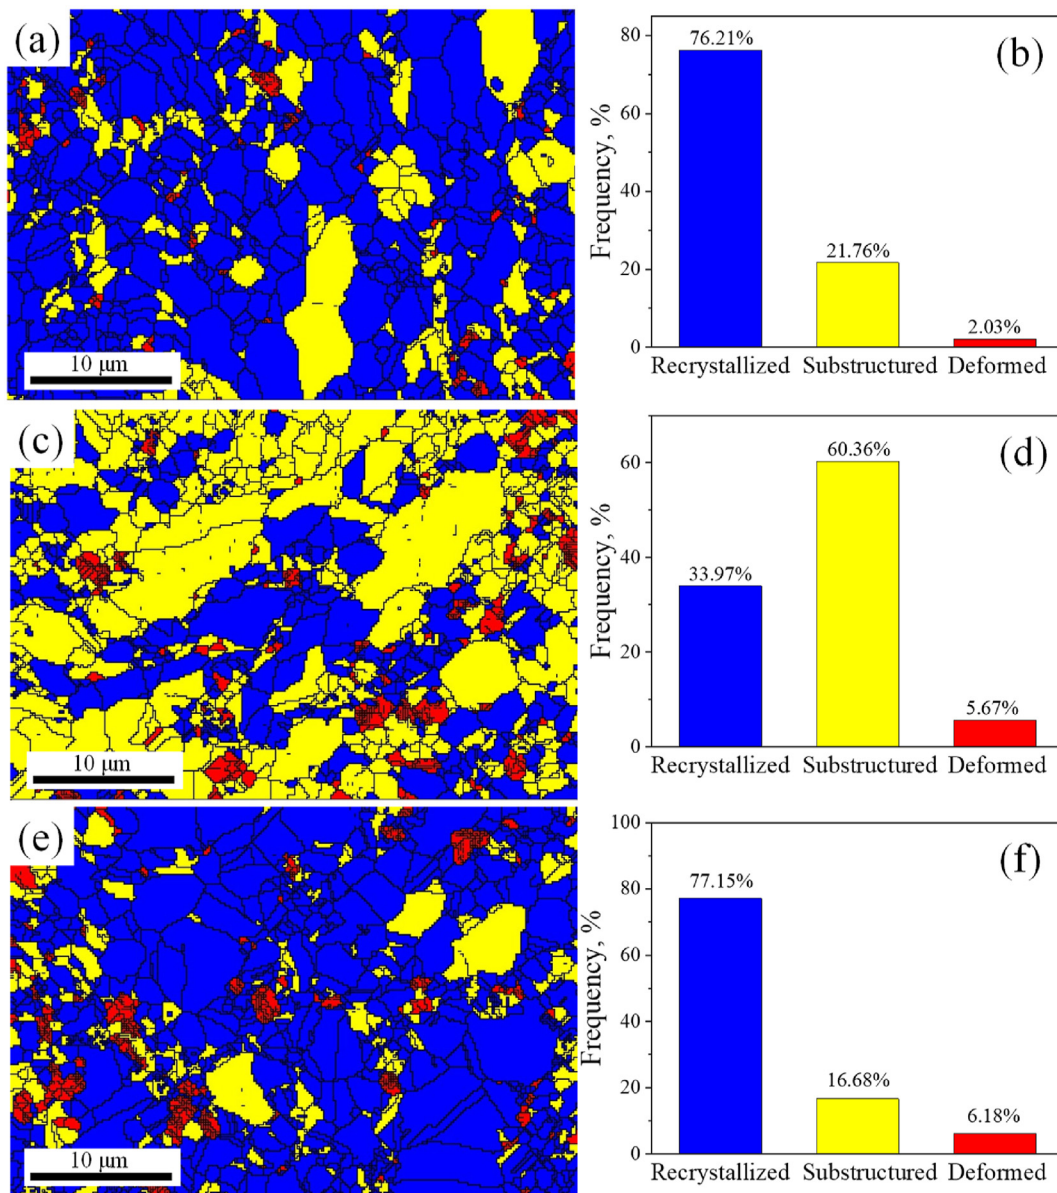 (a)
10 μm
(b)
Frequency, %
80
60
40
20
0
76.21%
21.76%
2.03%
Recrystallized Substructured Deformed
(c)
10 μm
(d)
Frequency, %
60
40
20
0
33.97%
60.36%
5.67%
Recrystallized Substructured Deformed
(e)
10 μm
(f)
Frequency, %
100
80
60
40
20
0
77.15%
16.68%
6.18%
Recrystallized Substructured Deformed